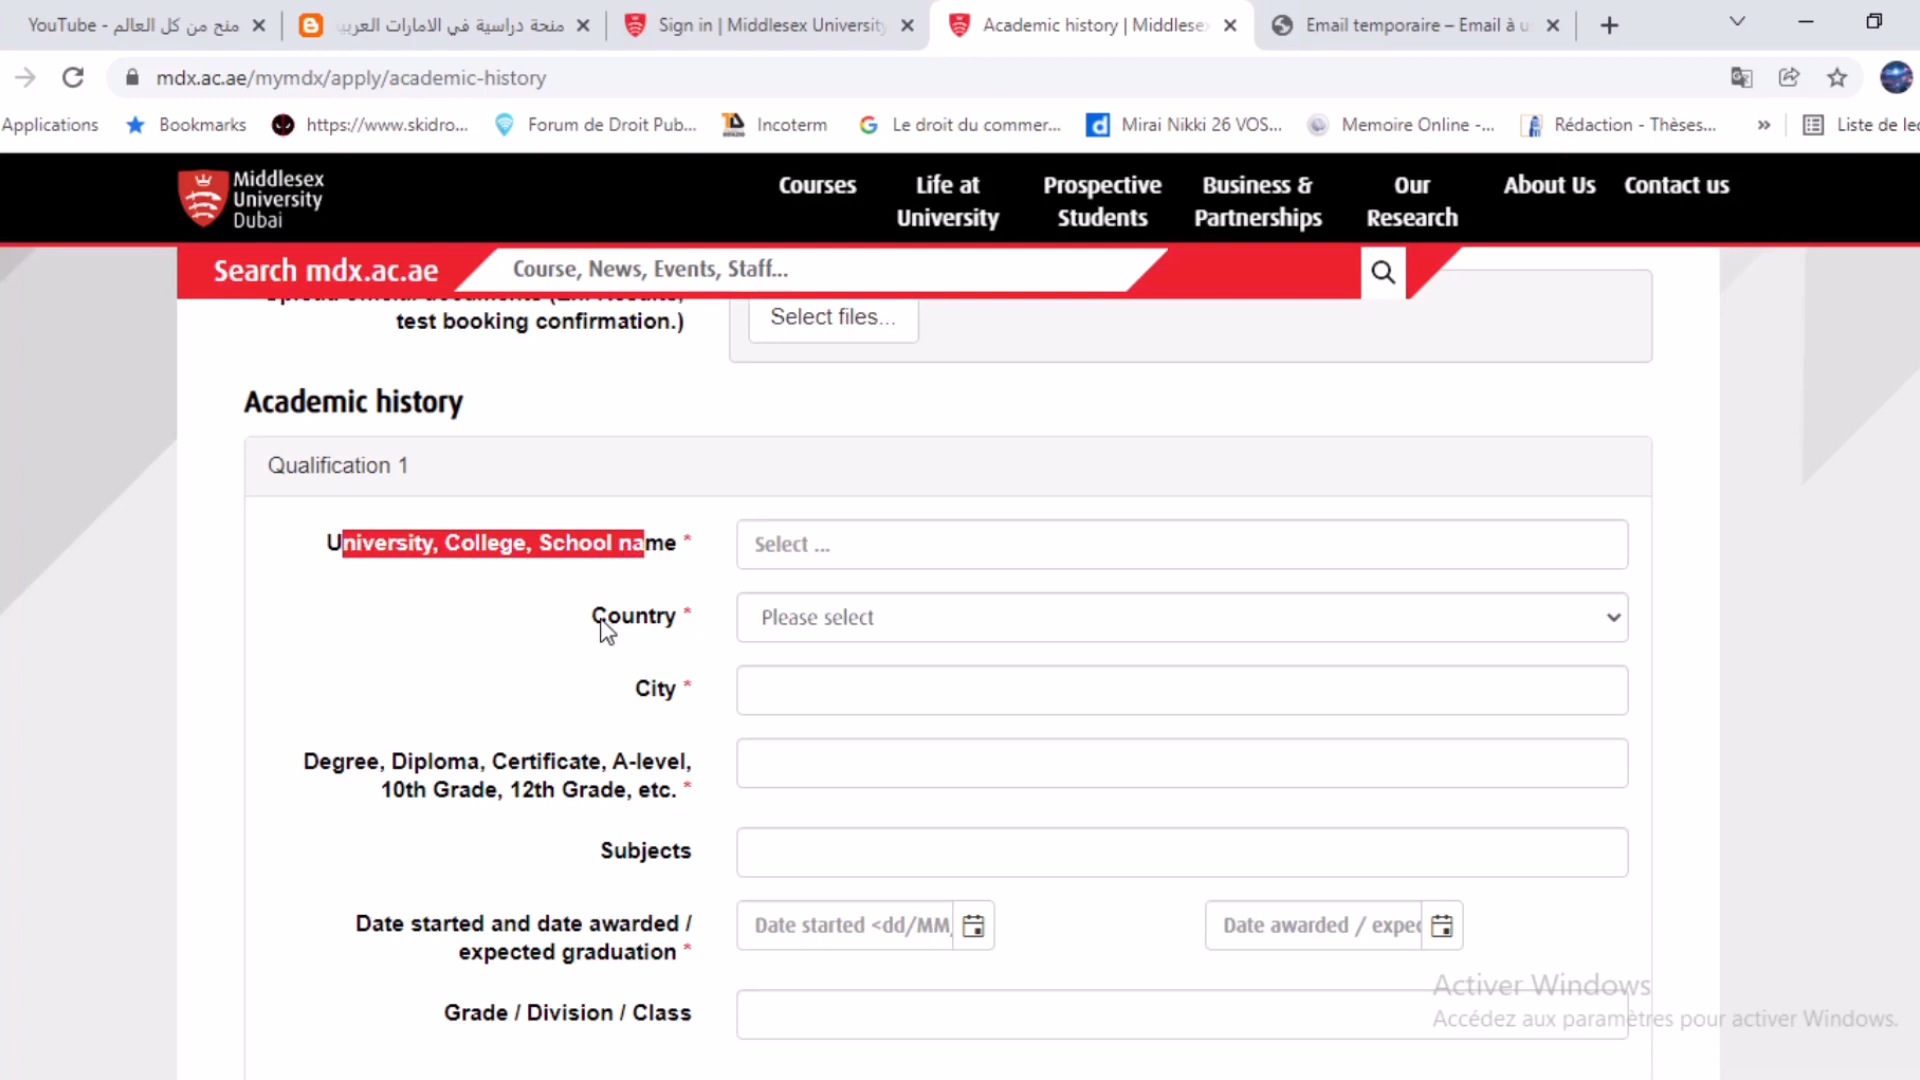 YouTube - منح من كل العالم
منحة دراسية في الامارات العربي
Sign in | Middlesex University
Academic history | Middlesex
Email temporaire – Email à u
mdx.ac.ae/mymdx/apply/academic-history
Applications
Bookmarks
https://www.skidro...
Forum de Droit Pub...
Incoterm
Le droit du commer...
Mirai Nikki 26 VOS...
Memoire Online -...
Rédaction - Thèses...
»
Liste de lec
Middlesex
University
Dubai
Courses
Life at
University
Prospective
Students
Business &
Partnerships
Our
Research
About Us
Contact us
Search mdx.ac.ae
Course, News, Events, Staff...
test booking confirmation.)
Select files...
Academic history
Qualification 1
University, College, School name *
Select ...
Country *
Please select
City *
Degree, Diploma, Certificate, A-level,
10th Grade, 12th Grade, etc. *
Subjects
Date started and date awarded /
expected graduation *
Date started <dd/MM
Date awarded / expec
Grade / Division / Class
Activer Windows
Accédez aux paramètres pour activer Windows.